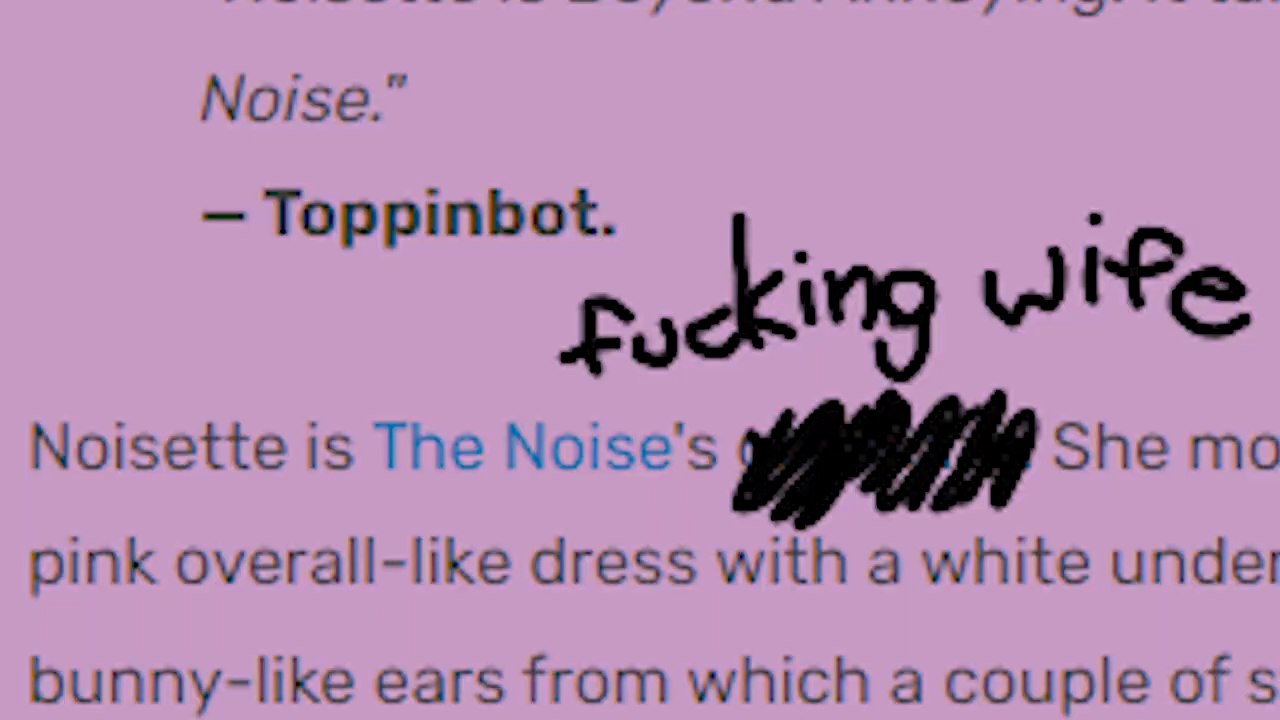 Noise."
– Toppinbot.
fucking wife
Noisette is The Noise's She mo
pink overall-like dress with a white under
bunny-like ears from which a couple of s